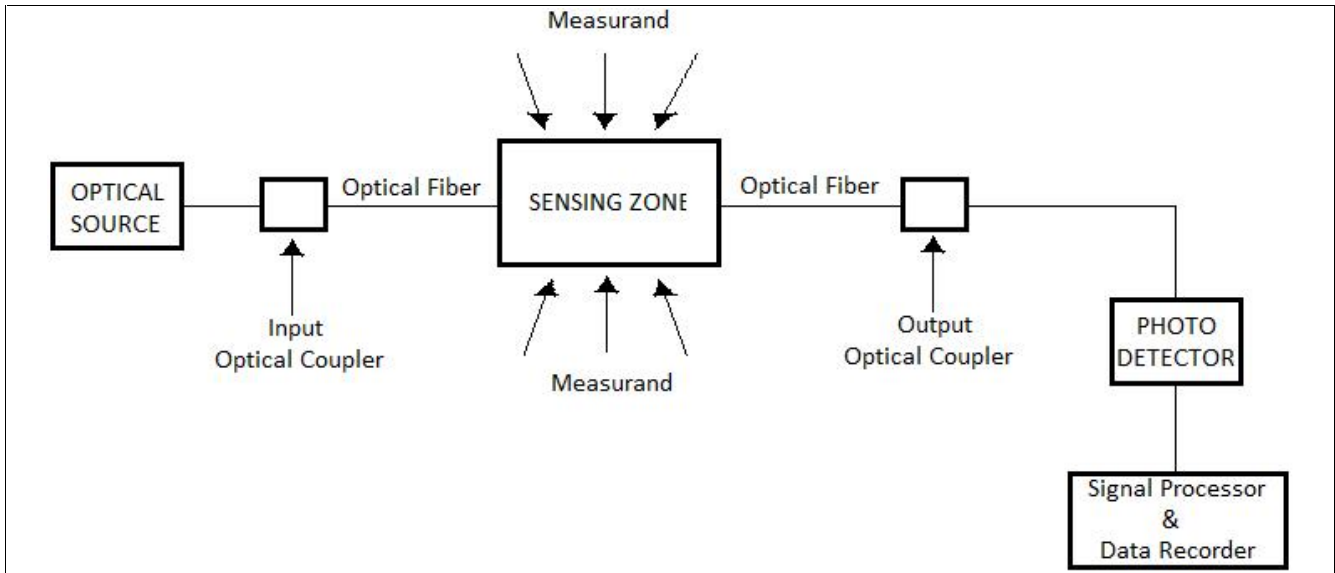 Measurand
OPTICAL
SOURCE
Optical Fiber
SENSING ZONE
Optical Fiber
Input
Optical Coupler
Measurand
Output
Optical Coupler
PHOTO
DETECTOR
Signal Processor
&
Data Recorder